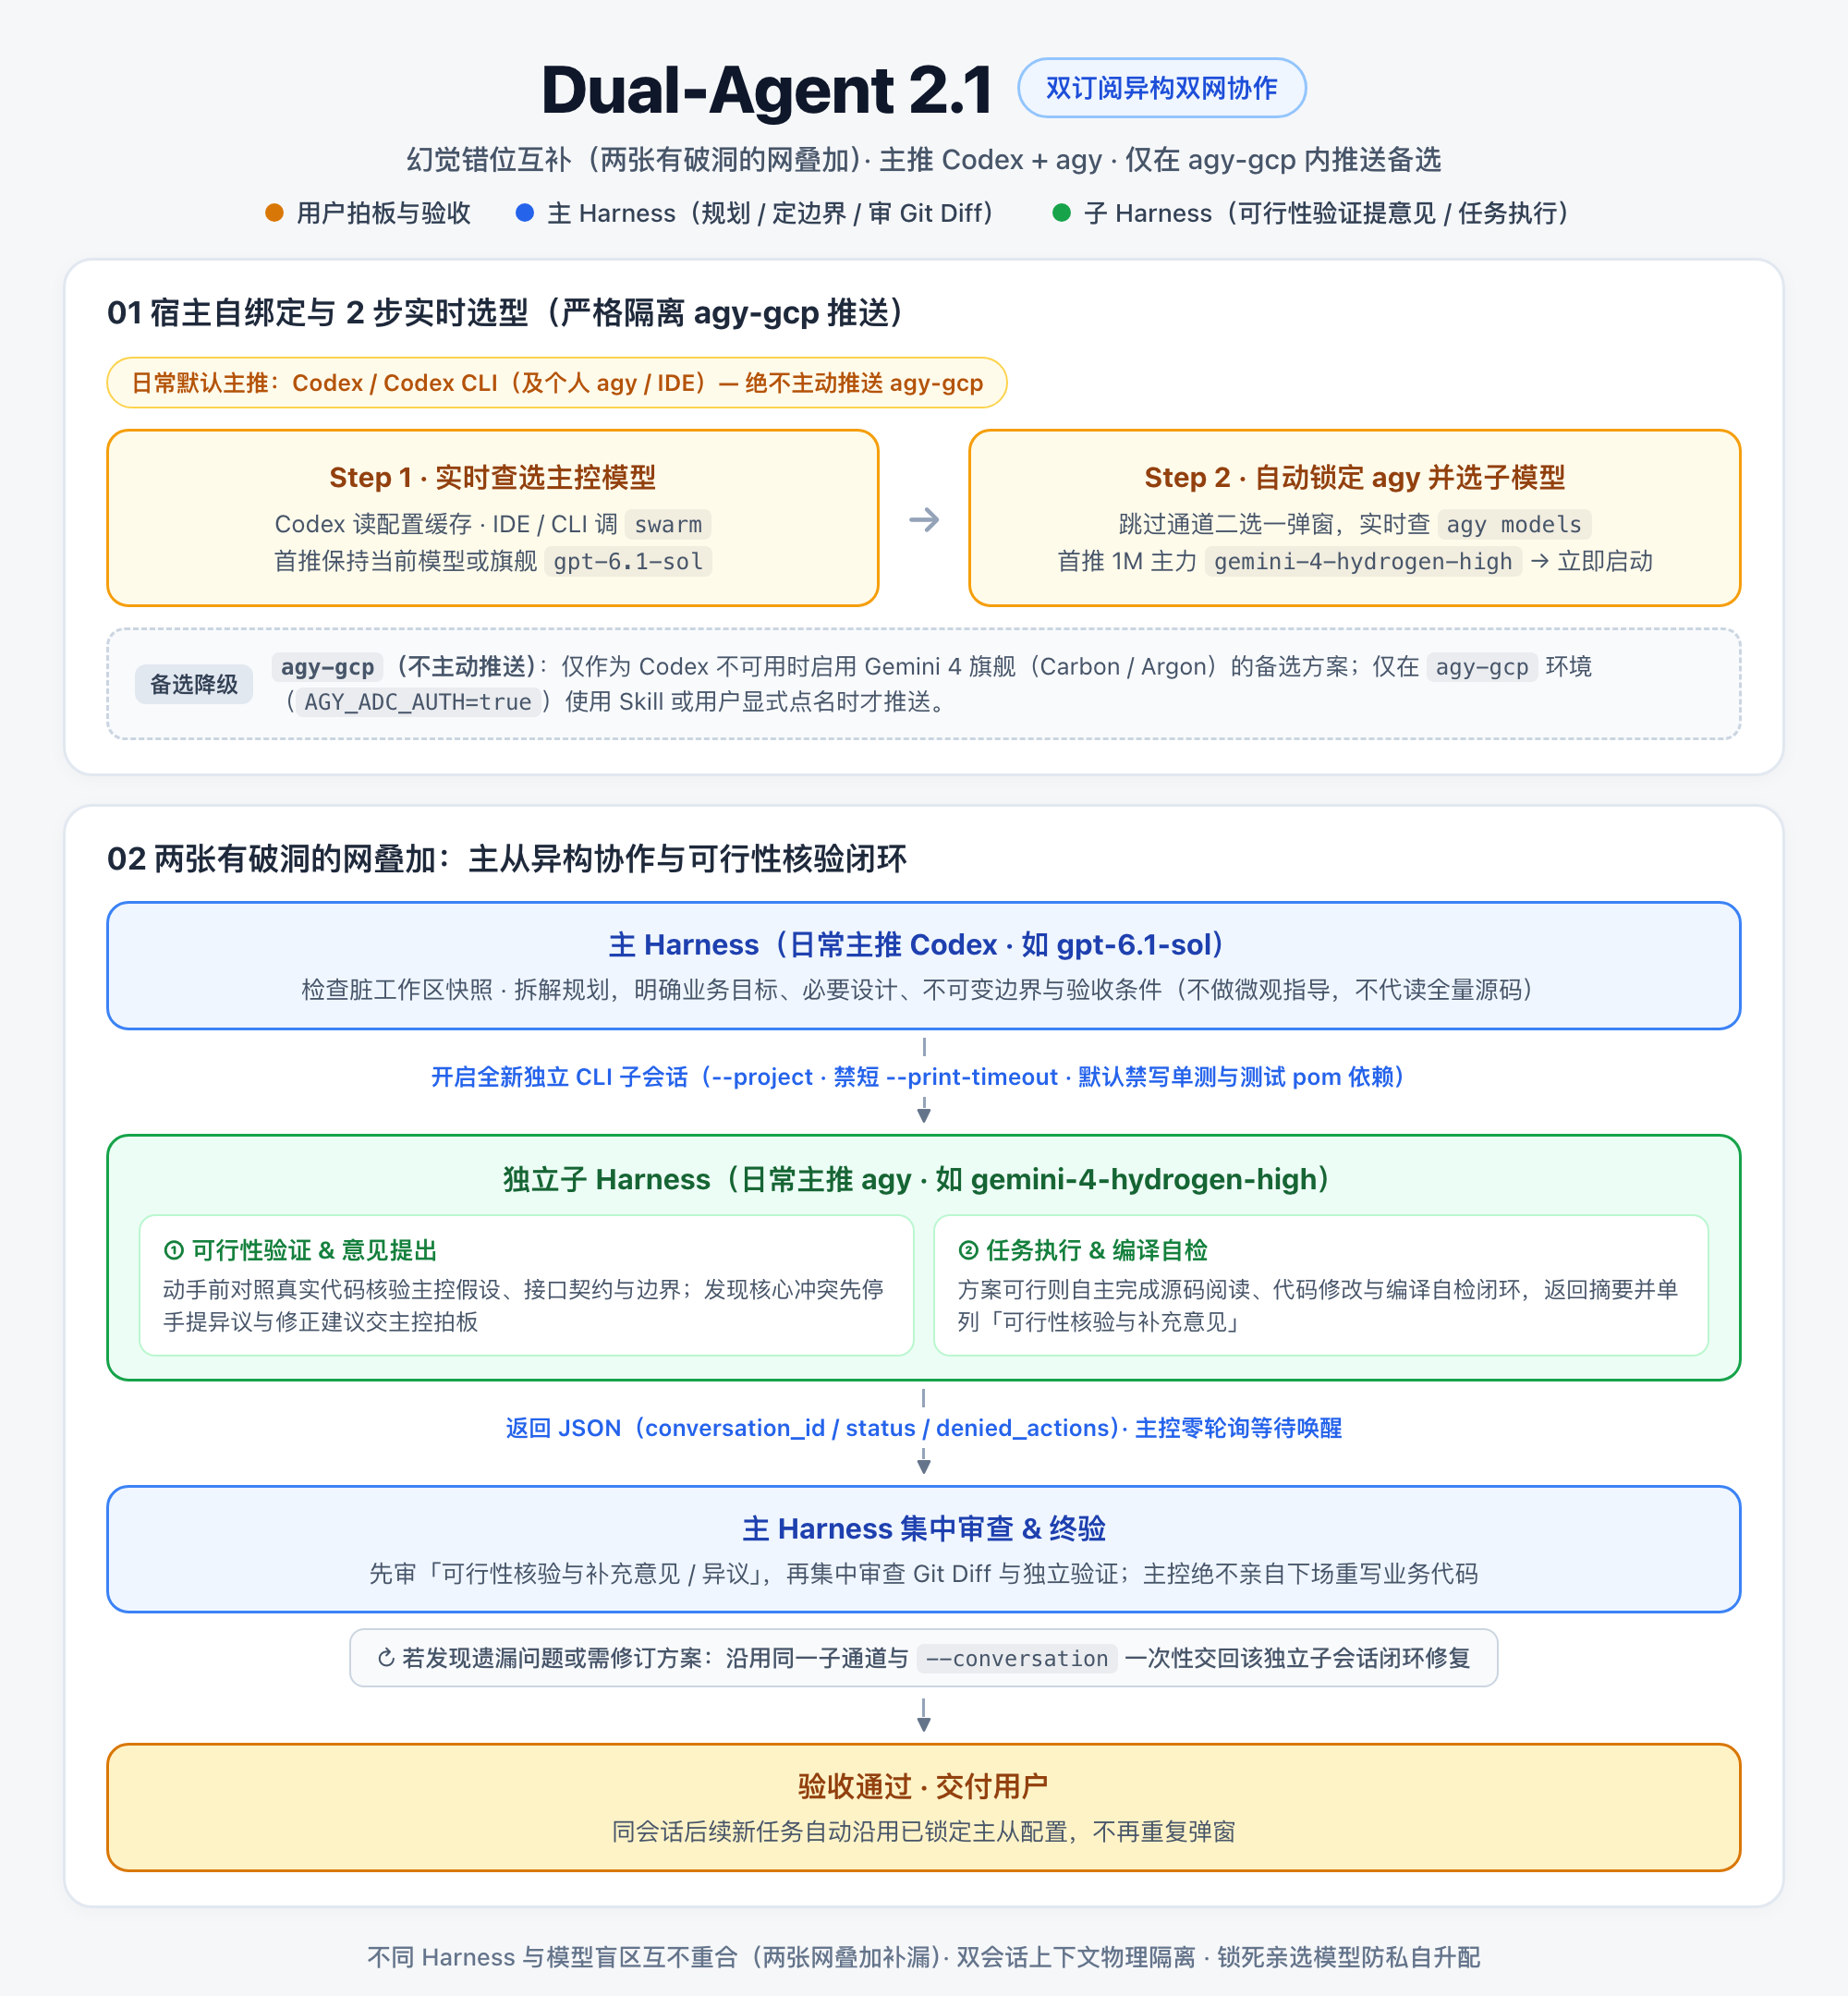 Dual-Agent 2.1 双订阅异构双网协作
幻觉错位互补（两张有破洞的网叠加）· 主推 Codex + agy · 仅在 agy-gcp 内推送备选
用户拍板与验收 主 Harness（规划 / 定边界 / 审 Git Diff） 子 Harness（可行性验证提意见 / 任务执行）
01 宿主自绑定与 2 步实时选型（严格隔离 agy-gcp 推送）
日常默认主推：Codex / Codex CLI（及个人 agy / IDE）— 绝不主动推送 agy-gcp
Step 1 · 实时查选主控模型
Codex 读配置缓存 · IDE / CLI 调 swarm
首推保持当前模型或旗舰 gpt-6.1-sol
→
Step 2 · 自动锁定 agy 并选子模型
跳过通道二选一弹窗，实时查 agy models
首推 1M 主力 gemini-4-hydrogen-high → 立即启动
备选降级
agy-gcp（不主动推送）：仅作为 Codex 不可用时启用 Gemini 4 旗舰（Carbon / Argon）的备选方案；仅在 agy-gcp 环境
（AGY_ADC_AUTH=true）使用 Skill 或用户显式点名时才推送。
02 两张有破洞的网叠加：主从异构协作与可行性核验闭环
主 Harness（日常主推 Codex · 如 gpt-6.1-sol）
检查脏工作区快照 · 拆解规划，明确业务目标、必要设计、不可变边界与验收条件（不做微观指导，不代读全量源码）
开启全新独立 CLI 子会话（--project · 禁短 --print-timeout · 默认禁写单测与测试 pom 依赖）
独立子 Harness（日常主推 agy · 如 gemini-4-hydrogen-high）
① 可行性验证 & 意见提出
动手前对照真实代码核验主控假设、接口契约与边界；发现核心冲突先停
手提异议与修正建议交主控拍板
② 任务执行 & 编译自检
方案可行则自主完成源码阅读、代码修改与编译自检闭环，返回摘要并单
列「可行性核验与补充意见」
返回 JSON（conversation_id / status / denied_actions）· 主控零轮询等待唤醒
主 Harness 集中审查 & 终验
先审「可行性核验与补充意见 / 异议」，再集中审查 Git Diff 与独立验证；主控绝不亲自下场重写业务代码
↻ 若发现遗漏问题或需修订方案：沿用同一子通道与 --conversation 一次性交回该独立子会话闭环修复
验收通过 · 交付用户
同会话后续新任务自动沿用已锁定主从配置，不再重复弹窗
不同 Harness 与模型盲区互不重合（两张网叠加补漏）· 双会话上下文物理隔离 · 锁死亲选模型防私自升配